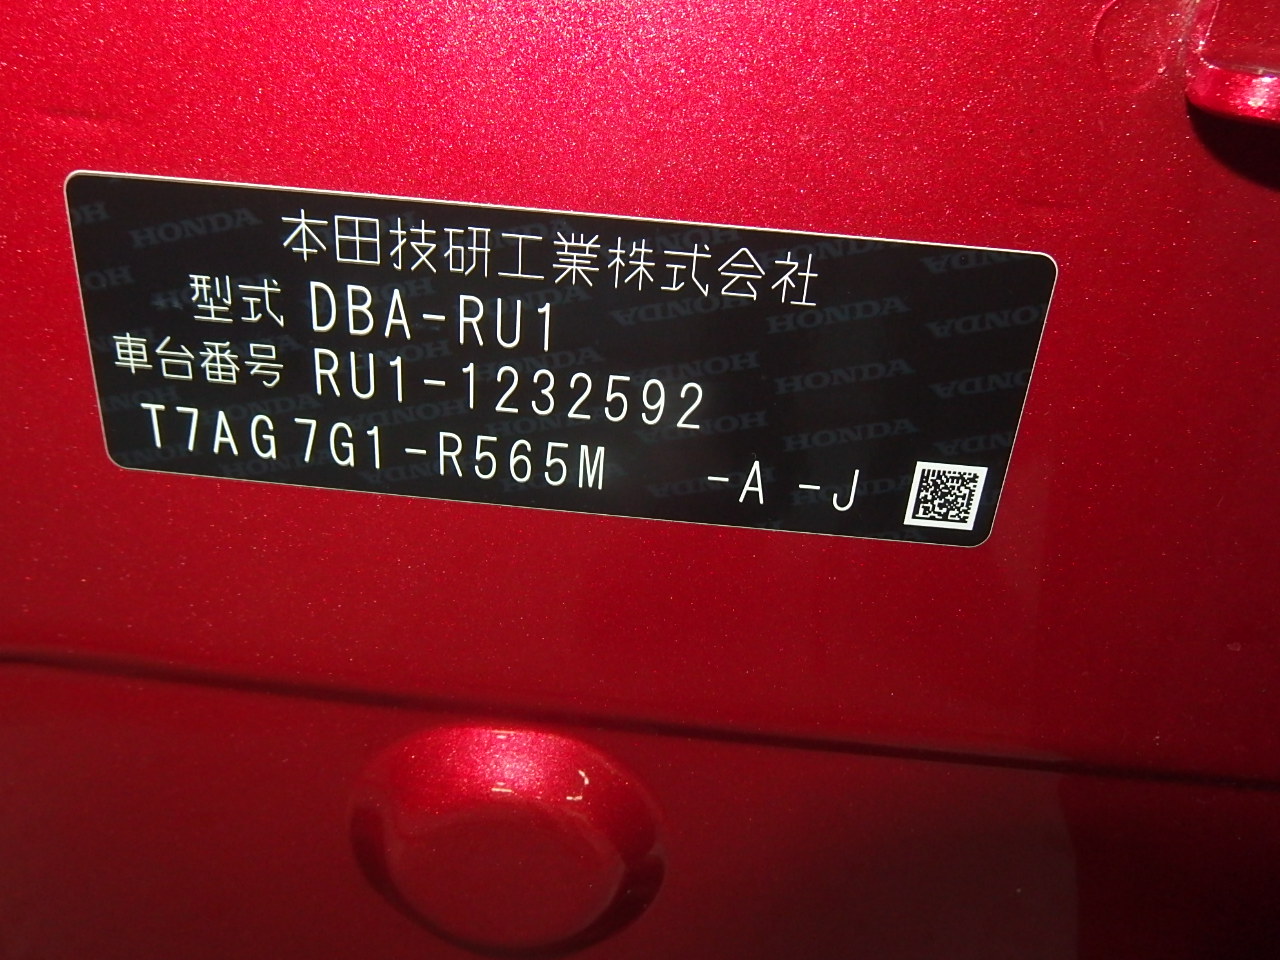 本田技研工業株式会社
型式 DBA-RU1
車台番号 RU1-1232592
T7AG7G1-R565M -A -J